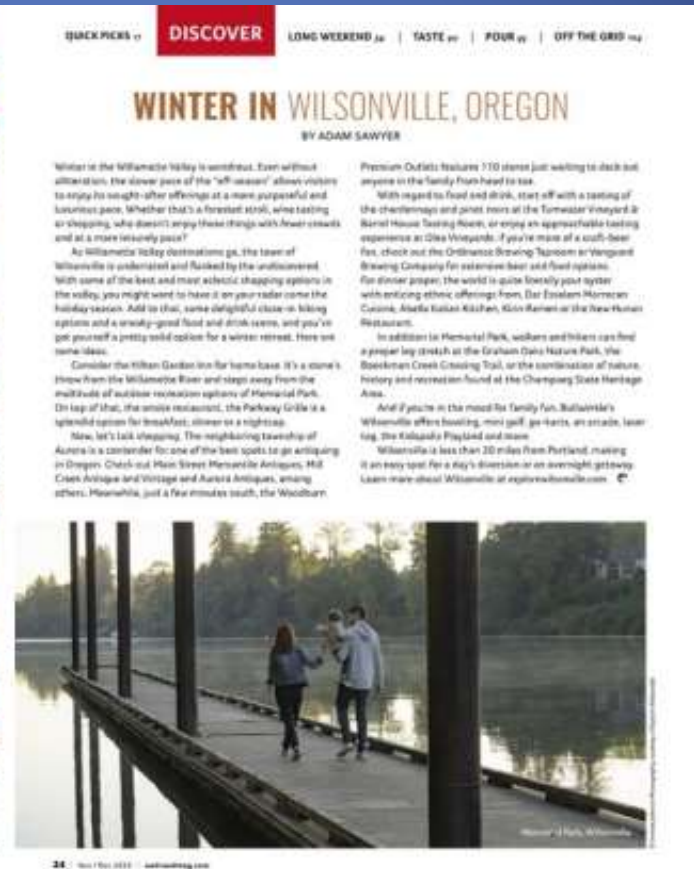 QUICK PICKS 17
DISCOVER
LONG WEEKEND | TASTE | POUR | OFF THE GRID
WINTER IN WILSONVILLE, OREGON
BY ADAM SAWYER
Winter in the Willamette Valley is wondrous. Even without
alliteration, the slower pace of the "off-season" allows visitors
to enjoy its sought-after offerings at a more purposeful and
luxurious pace. Whether that's a forested stroll, wine tasting
or shopping, who doesn't enjoy those things with fewer crowds
and at a more leisurely pace?
As Willamette Valley destinations go, the town of
Wilsonville is underrated and flanked by the undiscovered.
With some of the best and most eclectic shopping options in
the valley, you might want to have it on your radar come the
holiday season. Add to that, some delightful close-in hiking
options and a sneaky-good food and drink scene, and you've
got yourself a pretty solid option for a winter retreat. Here are
some ideas.
Consider the Hilton Garden Inn for home base. It's a stone's
throw from the Willamette River and steps away from the
multitude of outdoor recreation options of Memorial Park.
On top of that, the onsite restaurant, the Parkway Grille is a
splendid option for breakfast, dinner or a nightcap.
Now, let's talk shopping. The neighboring township of
Aurora is a contender for one of the best spots to go antiquing
in Oregon. Check out Main Street Mercantile Antiques, Mill
Creek Antique and Vintage and Aurora Antiques, among
others. Meanwhile, just a few minutes south, the Woodburn
Premium Outlets features 110 stores just waiting to deck out
anyone in the family from head to toe.
With regard to food and drink, start off with a tasting of
the chardonnays and pinot noirs at the Tumwater Vineyard &
Barrel House Tasting Room, or enjoy an approachable tasting
experience at Vineyards. If you're more of a craft-beer
fan, check out the Ordinance Brewing Taproom or Vanguard
Brewing Company for extensive beer and food options.
For dinner proper, the world is quite literally your oyster
with enticing ethnic offerings from, Dar Essalam Morrocan
Cuisine, Abella Italian Kitchen, Ramen or the New Hunan
Restaurant.
In addition to Memorial Park, walkers and hikers can find
a proper leg stretch at the Graham Oaks Nature Park, the
Boeckman Creek Crossing Trail, or the combination of nature,
history and recreation found at the Champoeg State Heritage
Area.
And if you're in the mood for family fun, Bullwinkle's
Wilsonville offers bowling, mini golf, go-karts, an arcade, laser
tag, the Kidopolis Playland and more.
Wilsonville is less than 20 miles from Portland, making
it an easy spot for a day's diversion or an overnight getaway.
Learn more about Wilsonville at explorewilsonville.com
Memorial Park, Wilsonville
24 | Nov / Dec